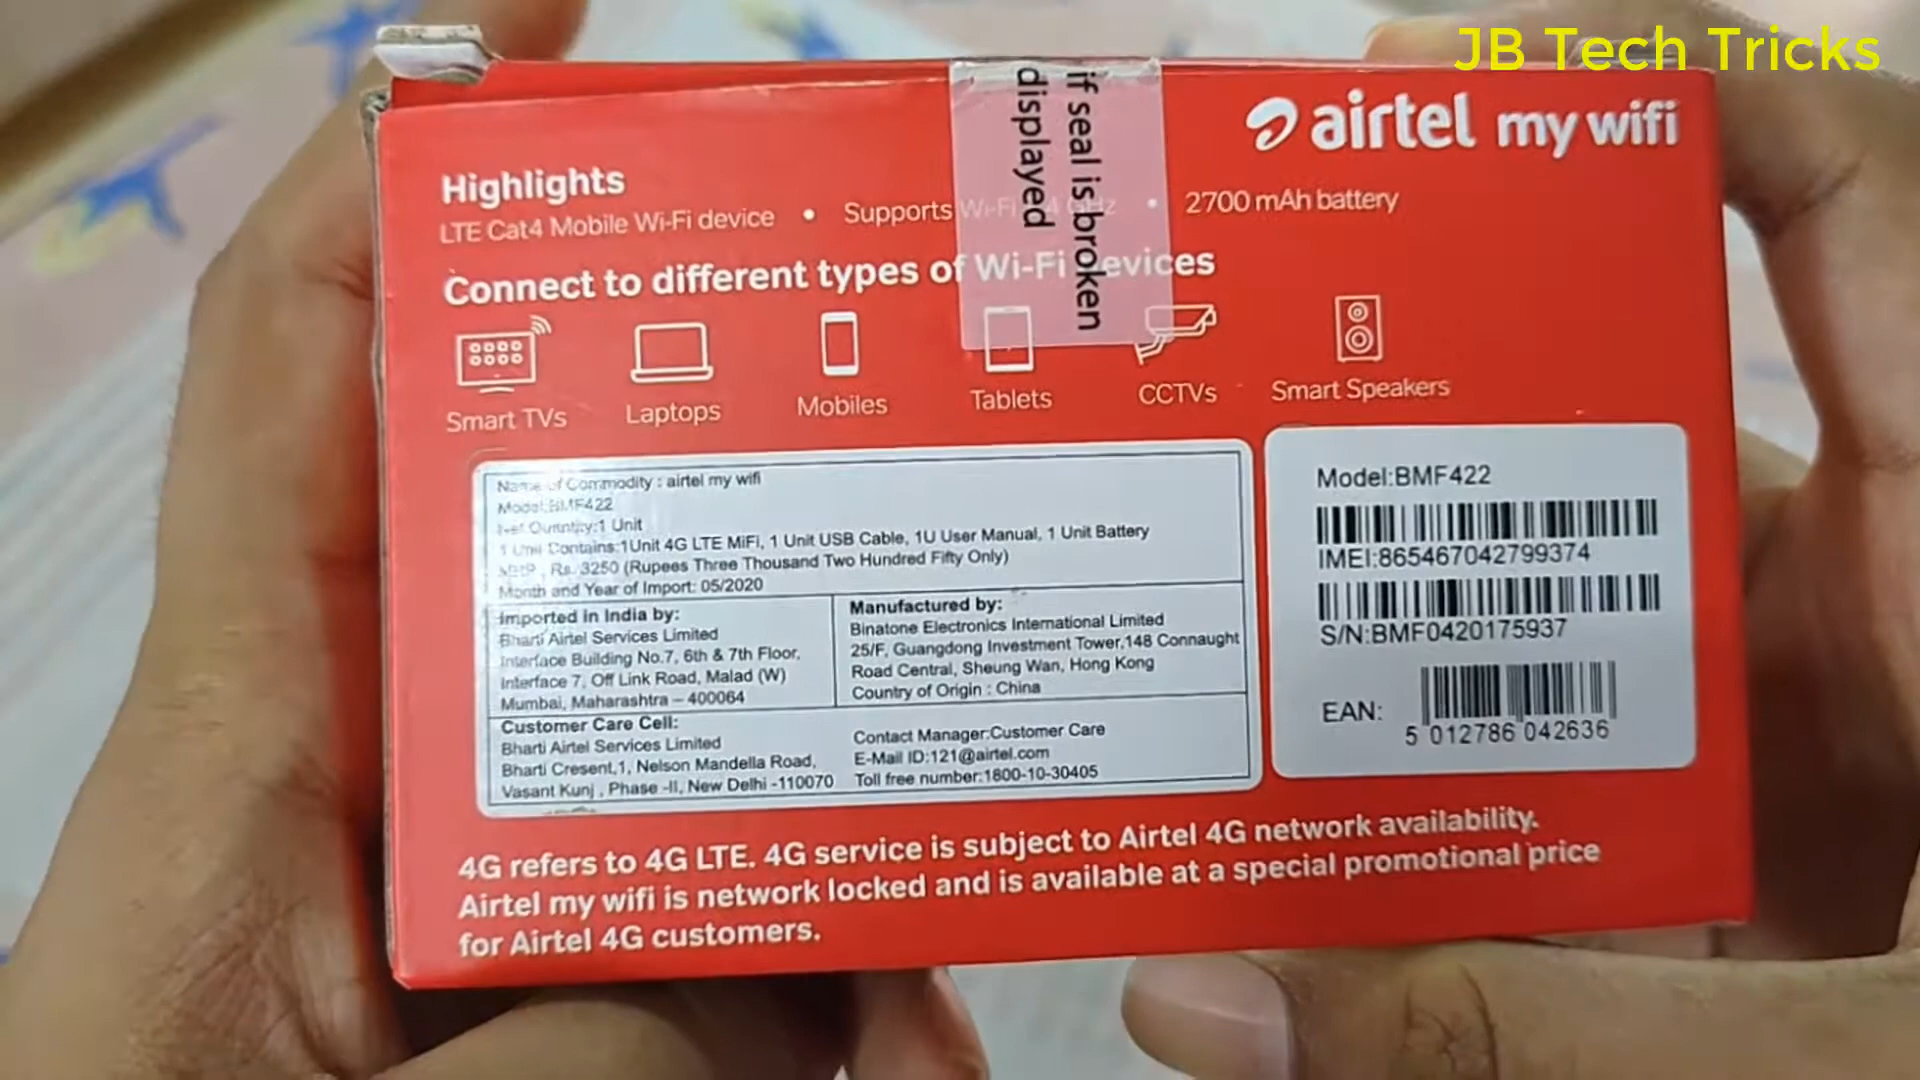 JB Tech Tricks
airtel my wifi
if seal is broken
displayed
Highlights
LTE Cat4 Mobile Wi-Fi device • Supports Wi-Fi GHz • 2700 mAh battery
Connect to different types of Wi-Fi devices
Smart TVs Laptops Mobiles Tablets CCTVs Smart Speakers
Name of Commodity : airtel my wifi
Model:BMF422
Net Quantity:1 Unit
1 Unit Contains:1Unit 4G LTE MiFi, 1 Unit USB Cable, 1U User Manual, 1 Unit Battery
MRP : Rs. 3250 (Rupees Three Thousand Two Hundred Fifty Only)
Month and Year of Import: 05/2020
Imported in India by:
Bharti Airtel Services Limited
Interface Building No.7, 6th & 7th Floor,
Interface 7, Off Link Road, Malad (W)
Mumbai, Maharashtra – 400064
Manufactured by:
Binatone Electronics International Limited
25/F, Guangdong Investment Tower,148 Connaught
Road Central, Sheung Wan, Hong Kong
Country of Origin : China
Customer Care Cell:
Bharti Airtel Services Limited
Bharti Cresent,1, Nelson Mandella Road,
Vasant Kunj , Phase -II, New Delhi -110070
Contact Manager:Customer Care
E-Mail ID:121@airtel.com
Toll free number:1800-10-30405
Model:BMF422
IMEI:865467042799374
S/N:BMF0420175937
EAN:
5 012786 042636
4G refers to 4G LTE. 4G service is subject to Airtel 4G network availability.
Airtel my wifi is network locked and is available at a special promotional price
for Airtel 4G customers.